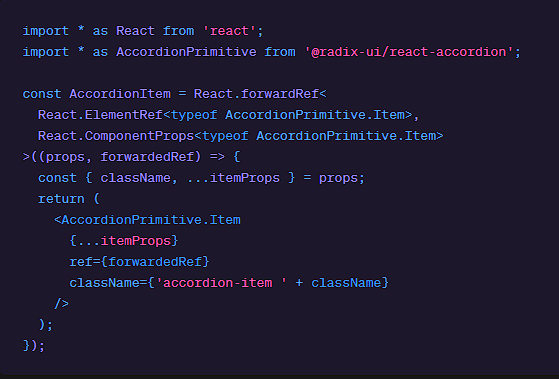 import * as React from 'react';
import * as AccordionPrimitive from '@radix-ui/react-accordion';

const AccordionItem = React.forwardRef<
  React.ElementRef<typeof AccordionPrimitive.Item>,
  React.ComponentProps<typeof AccordionPrimitive.Item>
>((props, forwardedRef) => {
  const { className, ...itemProps } = props;
  return (
    <AccordionPrimitive.Item
      {...itemProps}
      ref={forwardedRef}
      className={'accordion-item ' + className}
    />
  );
});